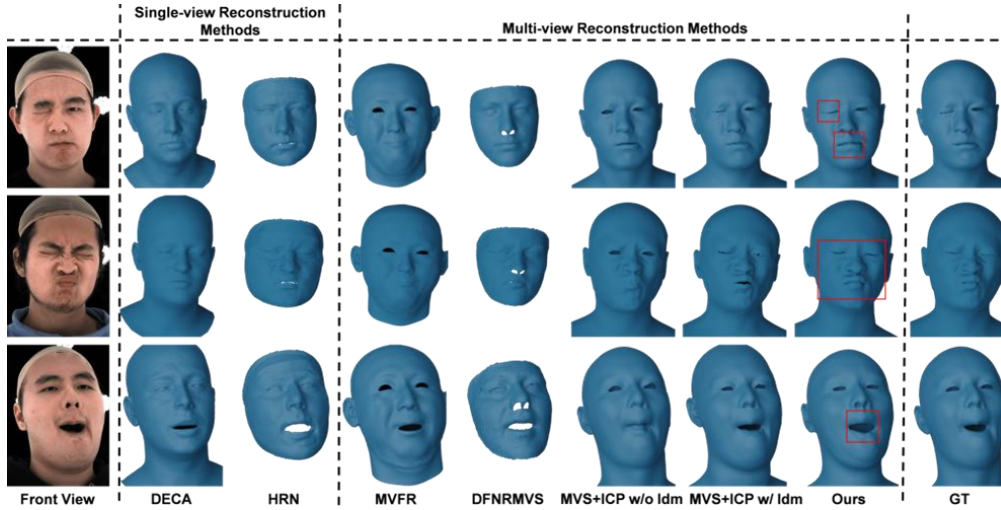 Single-view Reconstruction
Methods
Multi-view Reconstruction Methods
Front View
DECA
HRN
MVFR
DFNRMVS
MVS+ICP w/o ldm
MVS+ICP w/ ldm
Ours
GT